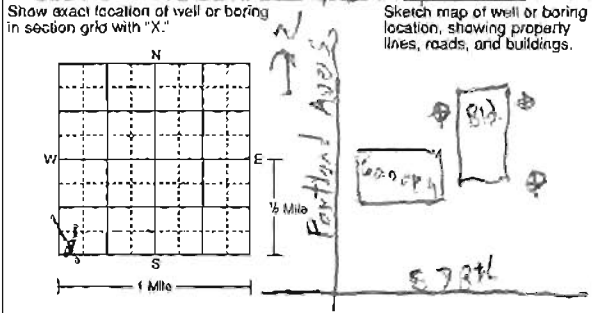 Show exact location of well or boring
in section grid with "X."
N
W
E
½ Mile
S
1 Mile
Sketch map of well or boring
location, showing property
lines, roads, and buildings.
N
Portland Ave S
Bld
Canopy
E 78th